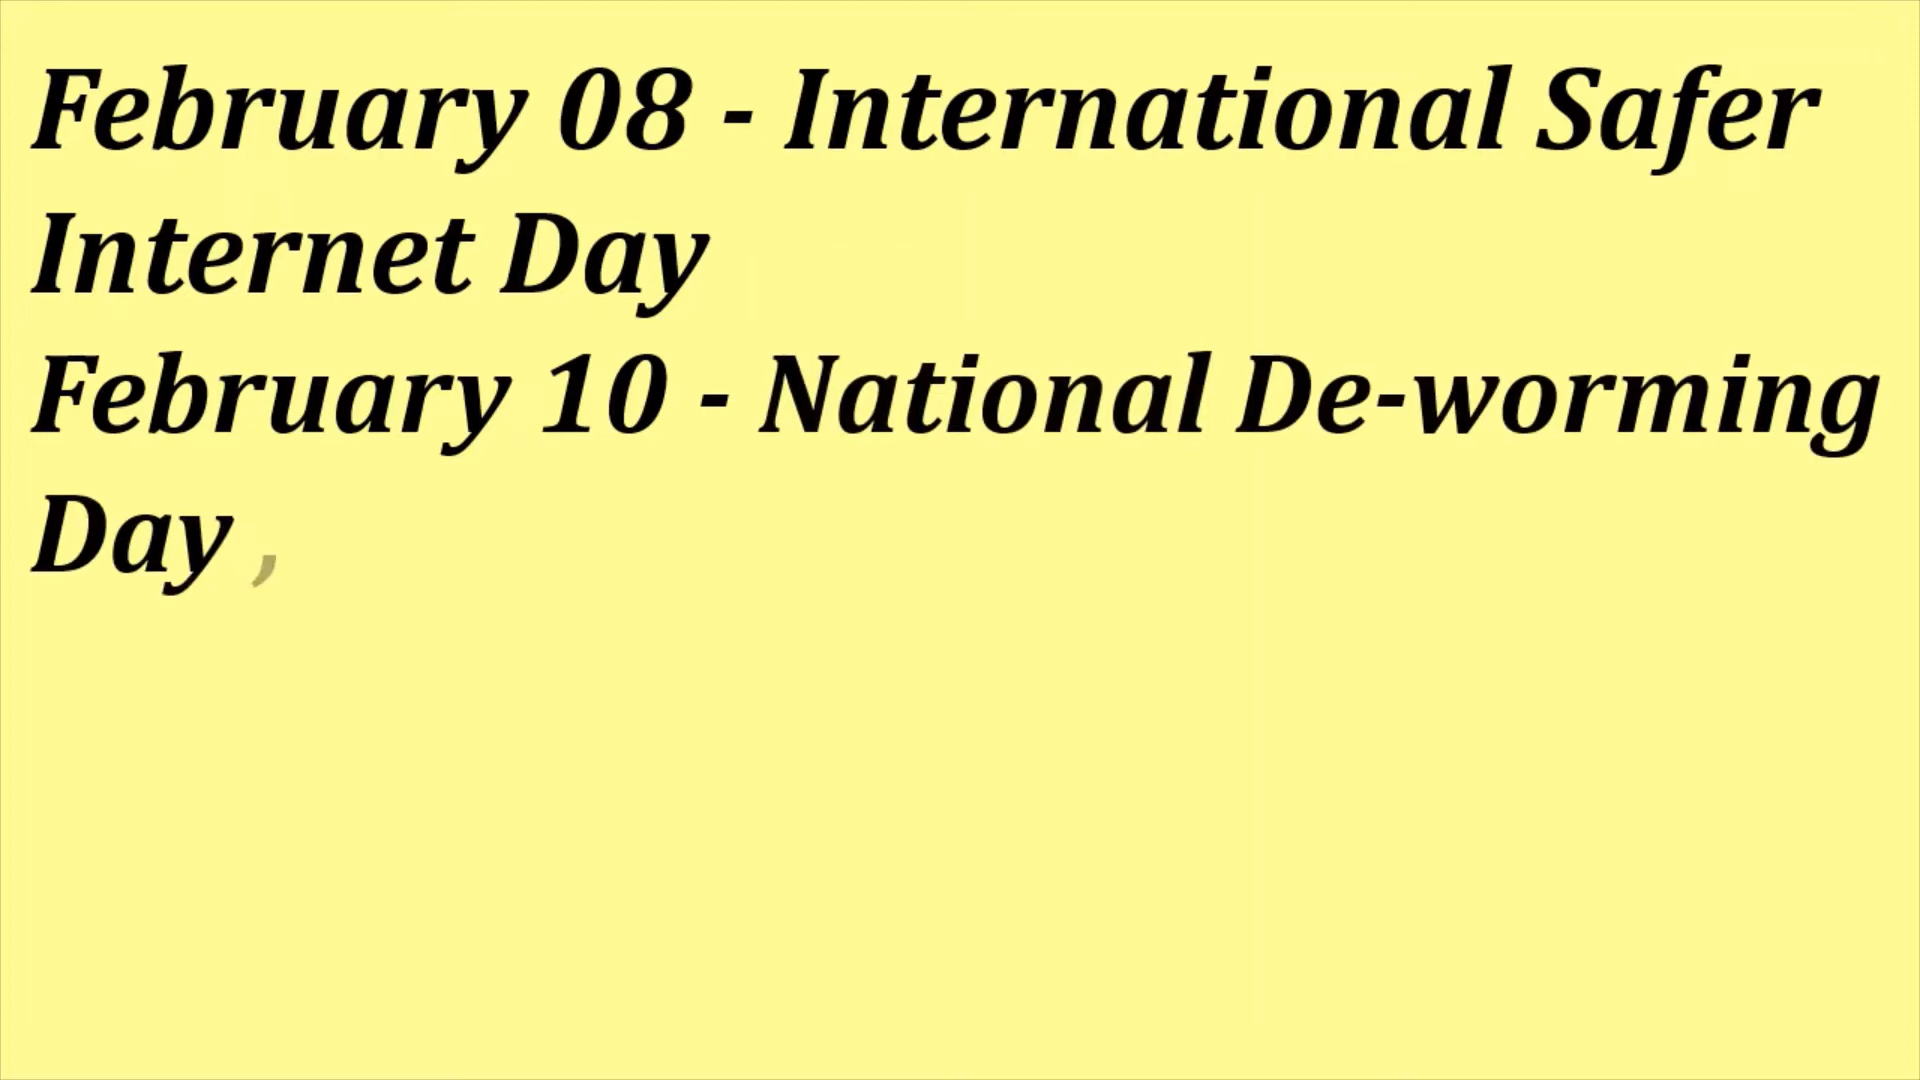 February 08 - International Safer
Internet Day
February 10 - National De-worming
Day ,